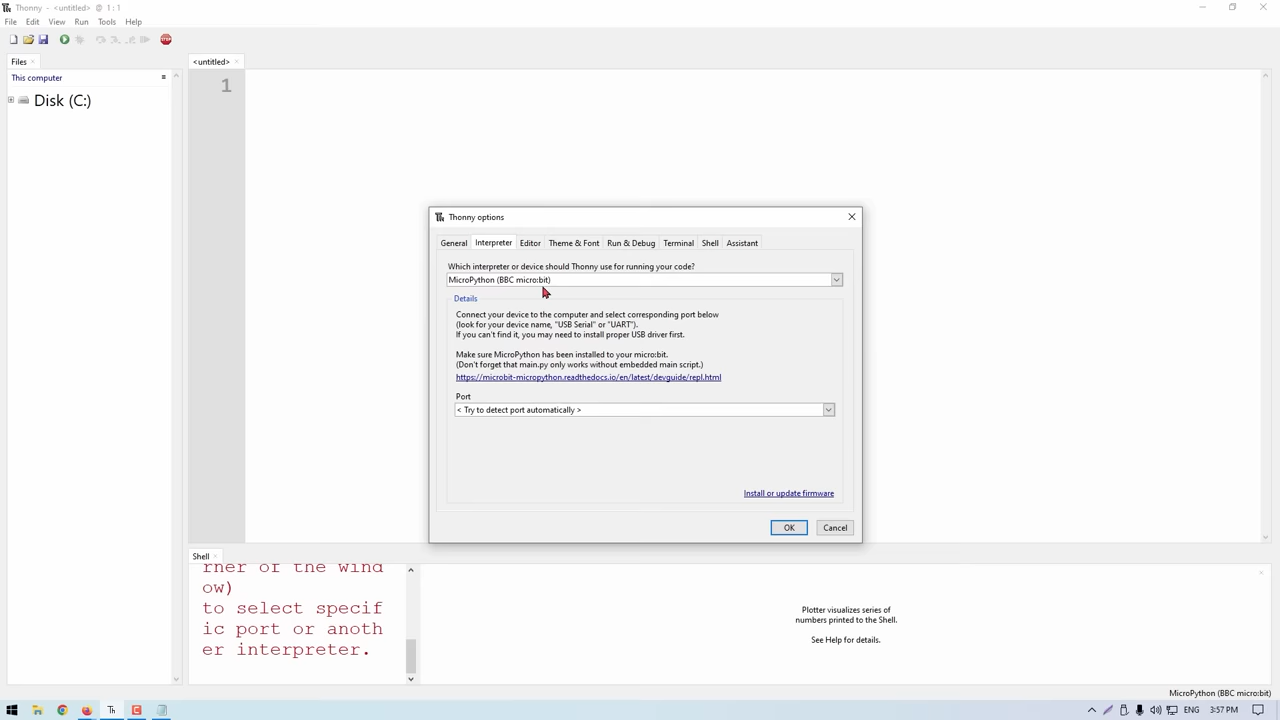 Thonny - <untitled> @ 1 : 1
File Edit View Run Tools Help
STOP
Files
<untitled>
This computer
1
Disk (C:)
Thonny options
General Interpreter Editor Theme & Font Run & Debug Terminal Shell Assistant
Which interpreter or device should Thonny use for running your code?
MicroPython (BBC micro:bit)
Details
Connect your device to the computer and select corresponding port below
(look for your device name, "USB Serial" or "UART").
If you can't find it, you may need to install proper USB driver first.
Make sure MicroPython has been installed to your micro:bit.
(Don't forget that main.py only works without embedded main script.)
https://microbit-micropython.readthedocs.io/en/latest/devguide/repl.html
Port
< Try to detect port automatically >
Install or update firmware
OK Cancel
Shell
rner or the wind
ow)
to select specif
ic port or anoth
er interpreter.
Plotter visualizes series of
numbers printed to the Shell.
See Help for details.
MicroPython (BBC micro:bit)
ENG 3:57 PM